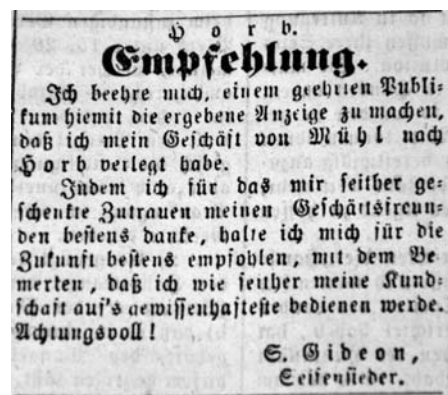 Horb.
Empfehlung.
Ich beehre mich, einem geehrten Publi-
kum hiemit die ergebene Anzeige zu machen,
daß ich mein Geschäft von Mühl nach
Horb verlegt habe.
Indem ich für das mir seither ge-
schenkte Zutrauen meinen Geschäftsfreun-
den bestens danke, halte ich mich für die
Zukunft bestens empfohlen, mit dem Be
merken, daß ich wie seither meine Kund-
schaft auf's gewissenhafteste bedienen werde.
Achtungsvoll!
S. Gideon,
Seifensieder.